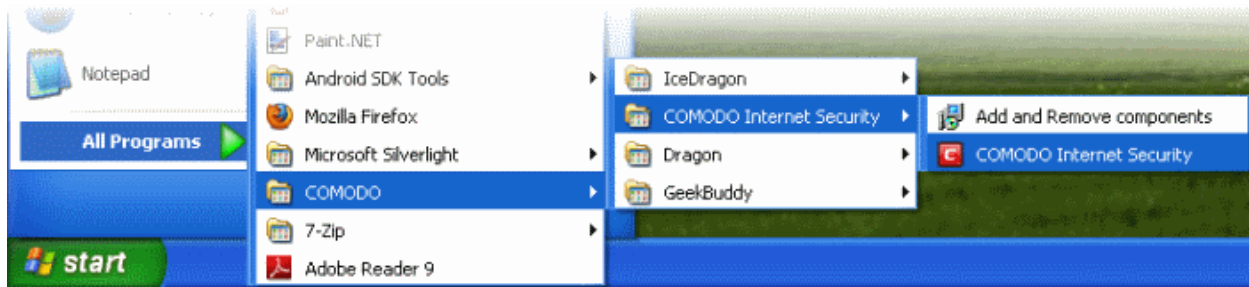 Paint.NET
Notepad
Android SDK Tools
IceDragon
Mozilla Firefox
COMODO Internet Security
Add and Remove components
All Programs
Microsoft Silverlight
Dragon
COMODO Internet Security
COMODO
GeekBuddy
7-Zip
start
Adobe Reader 9